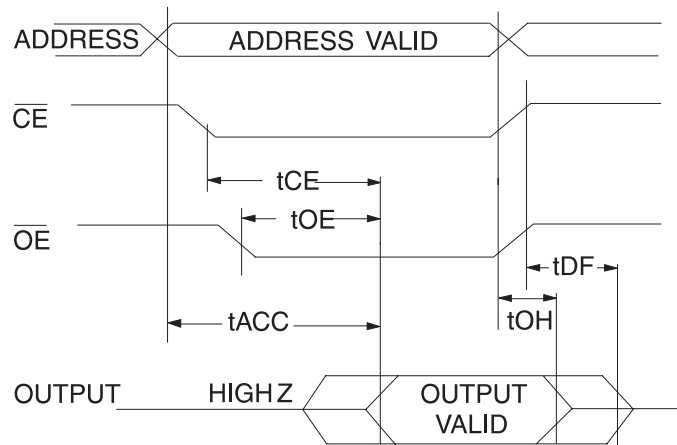 ADDRESS ADDRESS VALID
CE
tCE
tOE
OE
tDF
tACC
tOH
OUTPUT HIGH Z OUTPUT
VALID